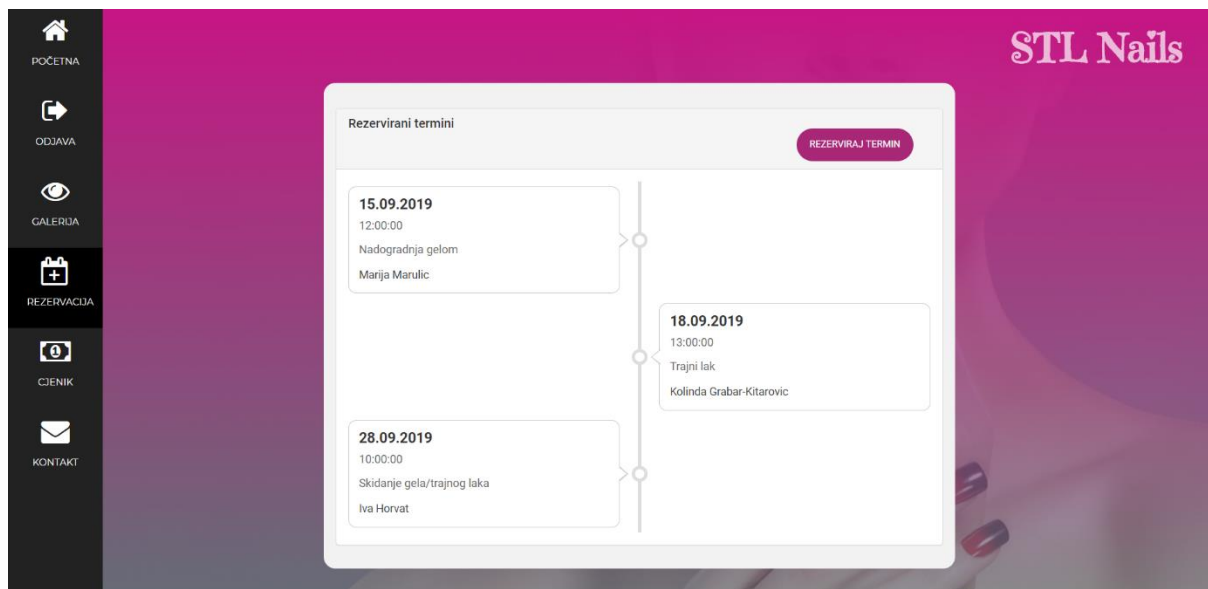 POČETNA
ODJAVA
GALERIJA
REZERVACIJA
CJENIK
KONTAKT
STL Nails
Rezervirani termini
REZERVIRAJ TERMIN
15.09.2019
12:00:00
Nadogradnja gelom
Marija Marulic
18.09.2019
13:00:00
Trajni lak
Kolinda Grabar-Kitarovic
28.09.2019
10:00:00
Skidanje gela/trajnog laka
Iva Horvat